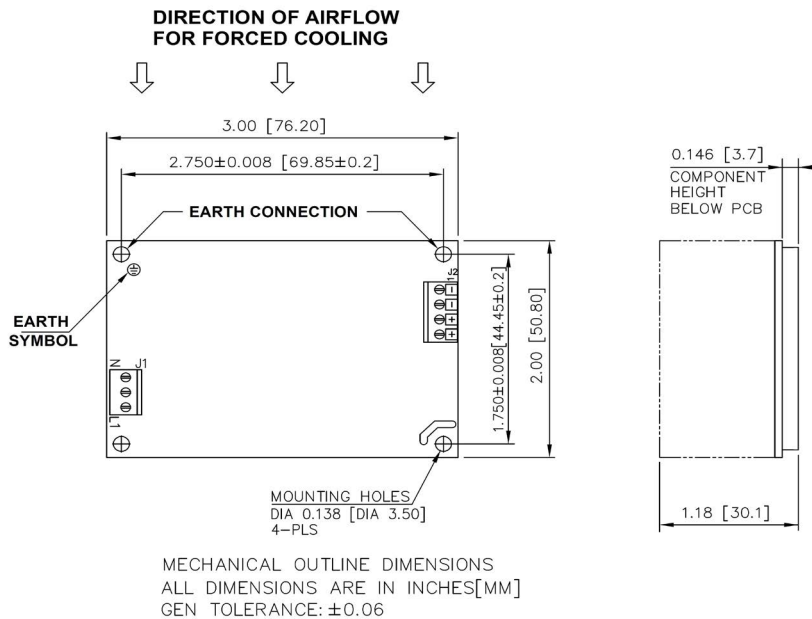 DIRECTION OF AIRFLOW
FOR FORCED COOLING
3.00 [76.20]
2.750±0.008 [69.85±0.2]
EARTH CONNECTION
0.146 [3.7]
COMPONENT
HEIGHT
BELOW PCB
J2
1
-
-
+
+
EARTH
SYMBOL
1.750±0.008[44.45±0.2]
2.00 [50.80]
N
J1
L1
MOUNTING HOLES
DIA 0.138 [DIA 3.50]
4-PLS
1.18 [30.1]
MECHANICAL OUTLINE DIMENSIONS
ALL DIMENSIONS ARE IN INCHES[MM]
GEN TOLERANCE: ±0.06